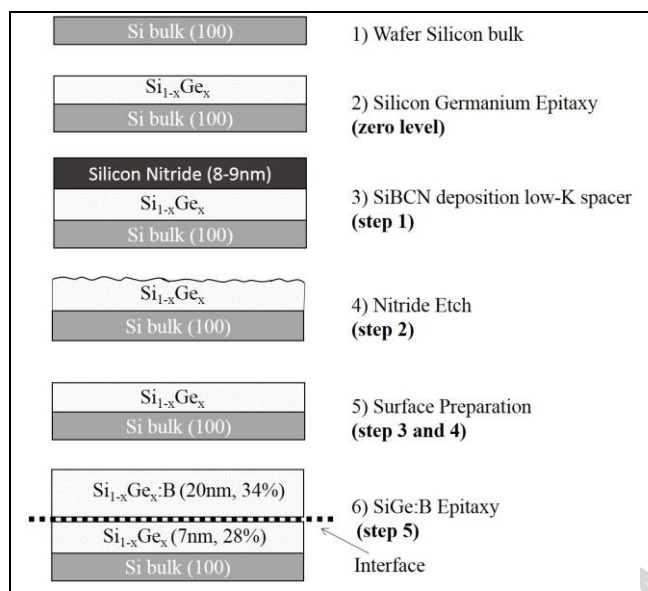 Si bulk (100)
1) Wafer Silicon bulk
Si₁₋ₓGeₓ
Si bulk (100)
2) Silicon Germanium Epitaxy
(zero level)
Silicon Nitride (8-9nm)
Si₁₋ₓGeₓ
Si bulk (100)
3) SiBCN deposition low-K spacer
(step 1)
Si₁₋ₓGeₓ
Si bulk (100)
4) Nitride Etch
(step 2)
Si₁₋ₓGeₓ
Si bulk (100)
5) Surface Preparation
(step 3 and 4)
Si₁₋ₓGeₓ:B (20nm, 34%)
Si₁₋ₓGeₓ (7nm, 28%)
Si bulk (100)
6) SiGe:B Epitaxy
(step 5)
Interface